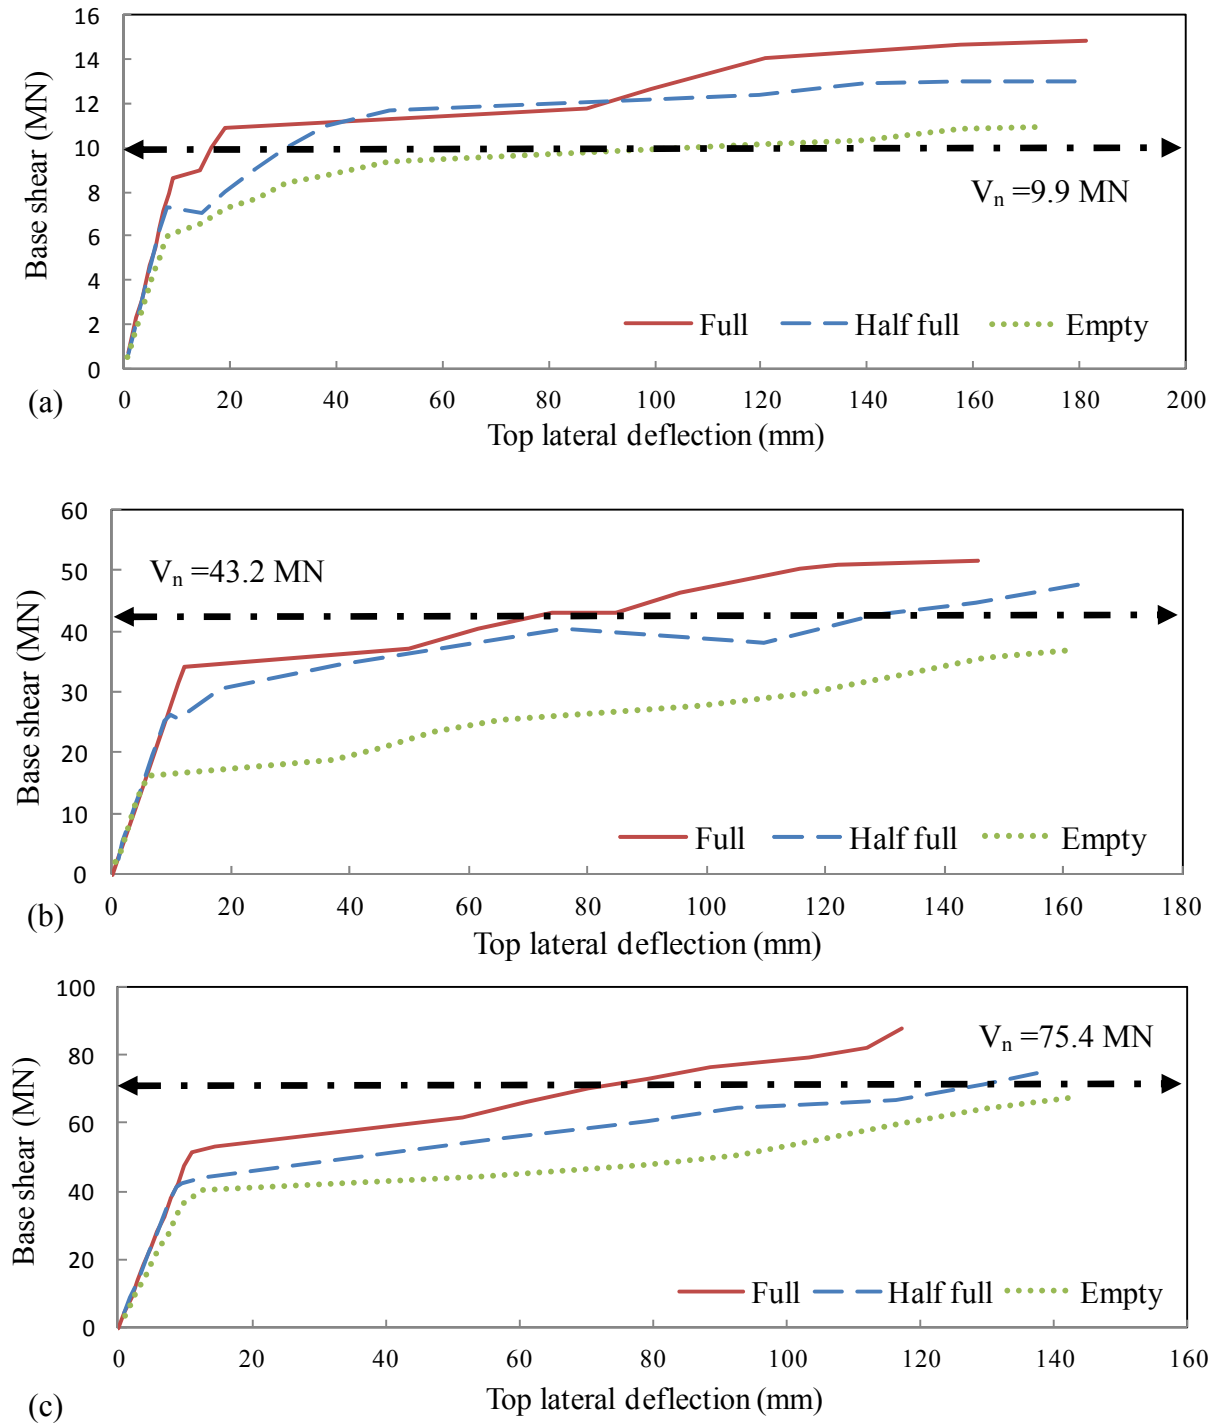 16
14
12
10
8
6
4
2
0
Base shear (MN)
Vn =9.9 MN
Full Half full Empty
0 20 40 60 80 100 120 140 160 180 200
(a)
Top lateral deflection (mm)
60
50
40
30
20
10
0
Base shear (MN)
Vn =43.2 MN
Full Half full Empty
0 20 40 60 80 100 120 140 160 180
(b)
Top lateral deflection (mm)
100
80
60
40
20
0
Base shear (MN)
Vn =75.4 MN
Full Half full Empty
0 20 40 60 80 100 120 140 160
(c)
Top lateral deflection (mm)